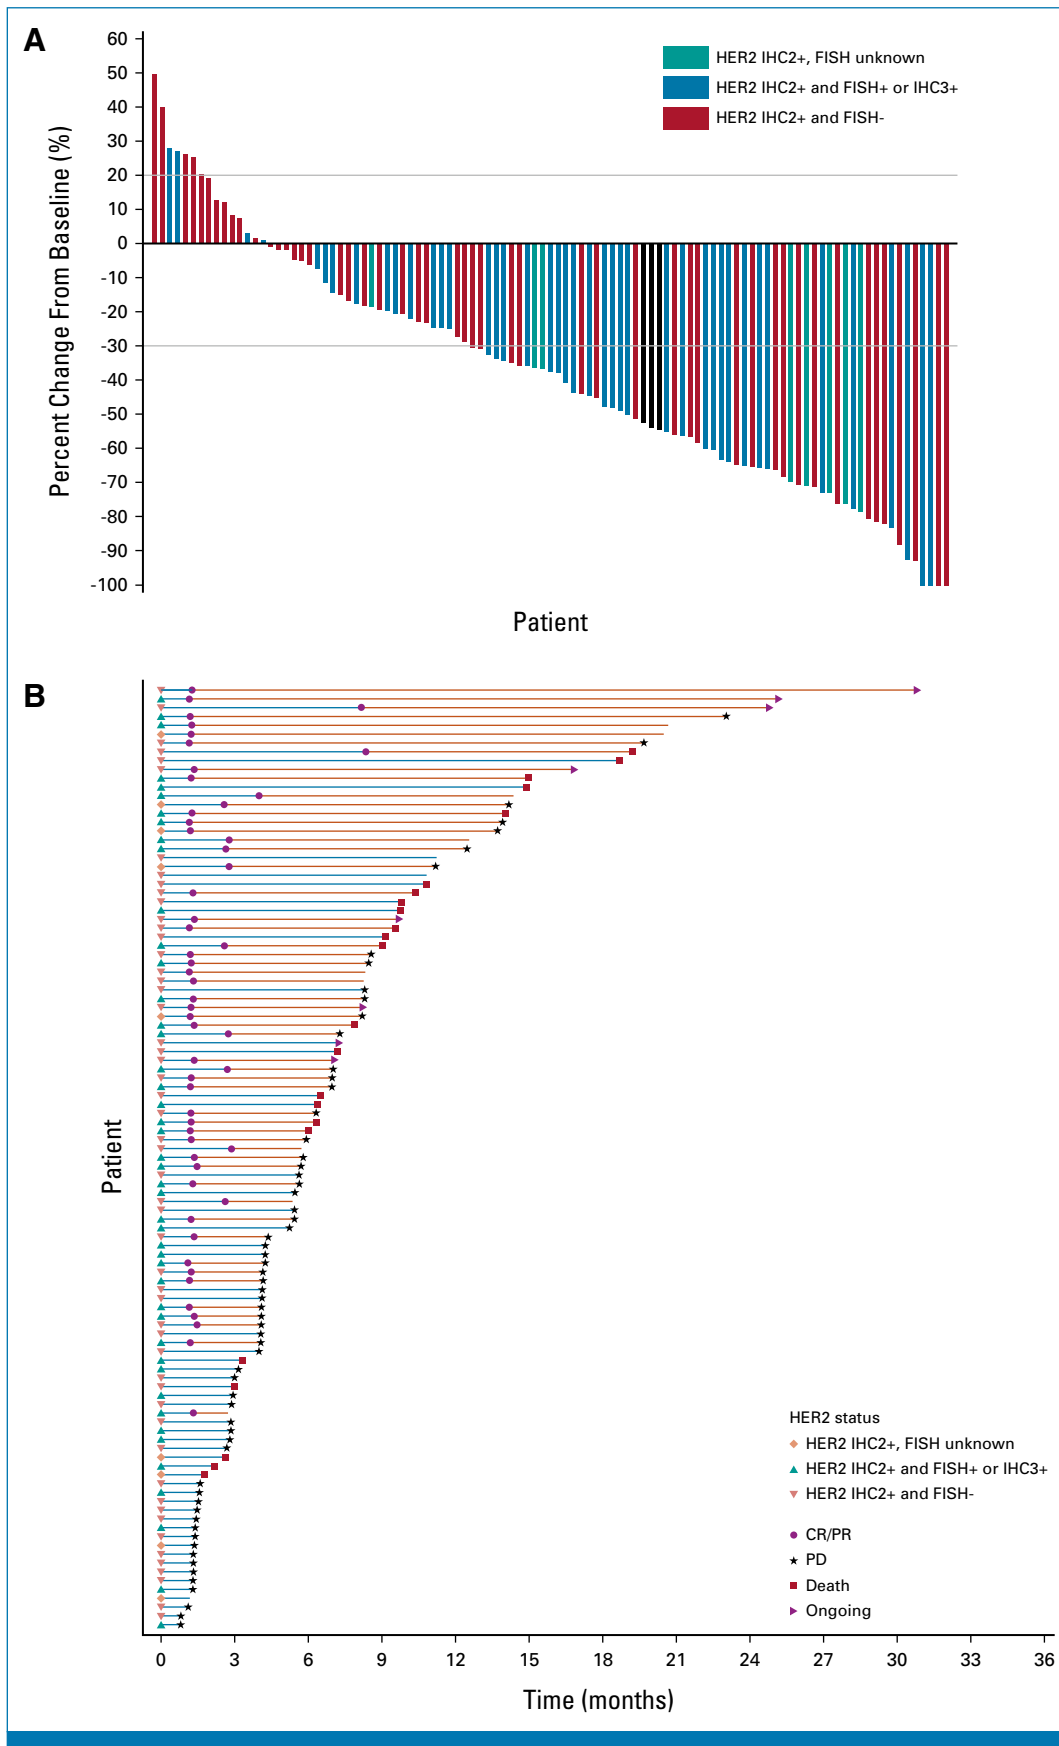 A
Percent Change From Baseline (%)
60
50
40
30
20
10
0
-10
-20
-30
-40
-50
-60
-70
-80
-90
-100
HER2 IHC2+, FISH unknown
HER2 IHC2+ and FISH+ or IHC3+
HER2 IHC2+ and FISH-
Patient
B
Patient
HER2 status
HER2 IHC2+, FISH unknown
HER2 IHC2+ and FISH+ or IHC3+
HER2 IHC2+ and FISH-
CR/PR
PD
Death
Ongoing
0 3 6 9 12 15 18 21 24 27 30 33 36
Time (months)